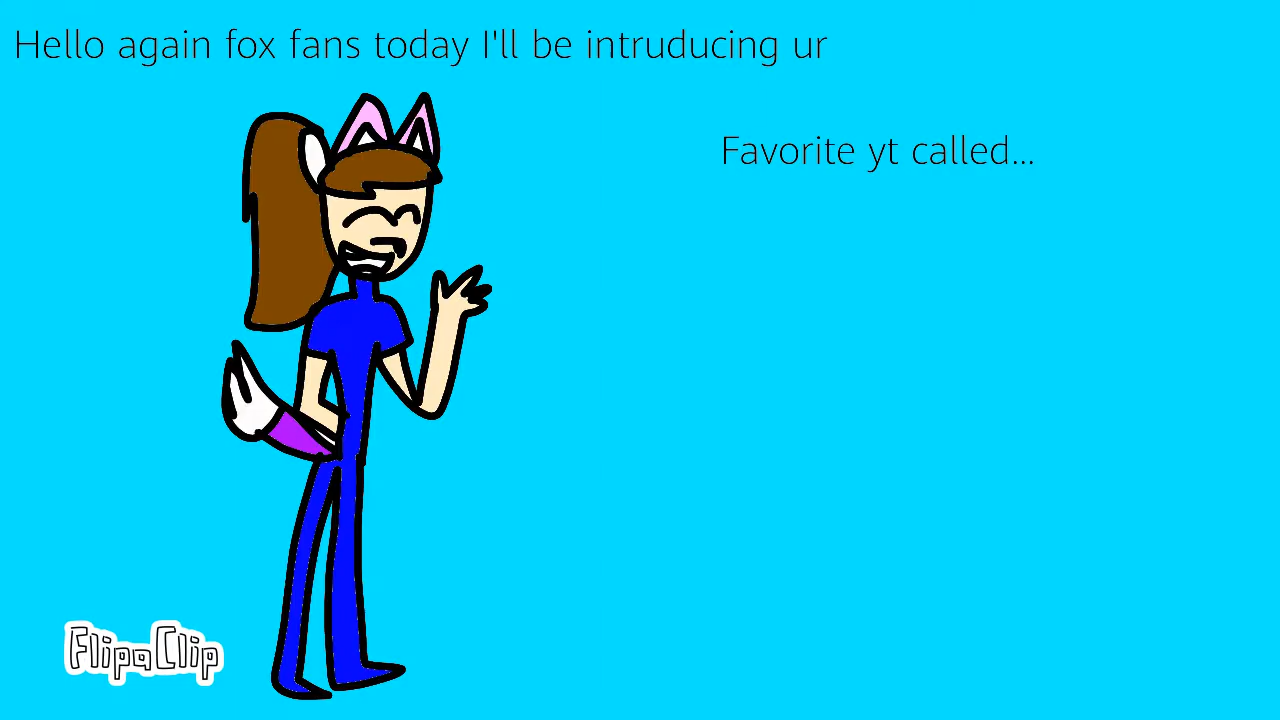 Hello again fox fans today I'll be intruducing ur
Favorite yt called...
FlipaClip